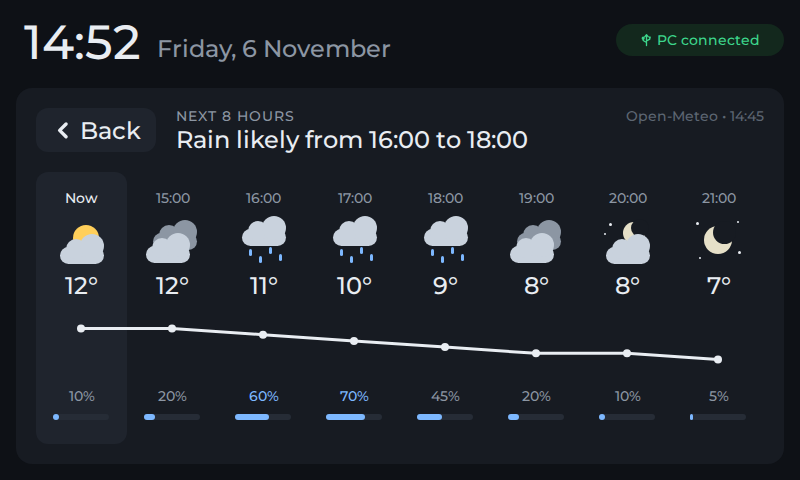 14:52 Friday, 6 November
PC connected
Back
NEXT 8 HOURS
Rain likely from 16:00 to 18:00
Open-Meteo • 14:45
Now 15:00 16:00 17:00 18:00 19:00 20:00 21:00
12° 12° 11° 10° 9° 8° 8° 7°
10% 20% 60% 70% 45% 20% 10% 5%